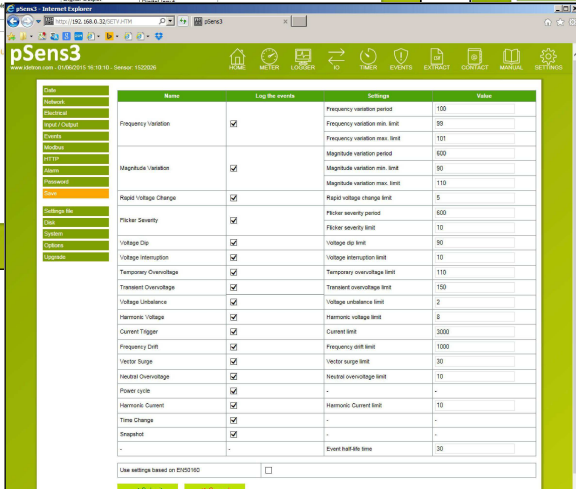 pSens3 - Internet Explorer
http://192.168.0.32/SETV.HTM
pSens3
pSens3
www.idetron.com - 01/06/2015 16:10:10 - Sensor: 1522026
HOME METER LOGGER IO TIMER EVENTS EXTRACT CONTACT MANUAL SETTINGS
Date
Network
Electrical
Input / Output
Events
Modbus
HTTP
Alarm
Password
Save
Settings file
Disk
System
Options
Upgrade
Name Log the events Settings Value
Frequency Variation
Frequency variation period 100
Frequency variation min. limit 99
Frequency variation max. limit 101
Magnitude Variation
Magnitude variation period 600
Magnitude variation min. limit 90
Magnitude variation max. limit 110
Rapid Voltage Change Rapid voltage change limit 5
Flicker Severity
Flicker severity period 600
Flicker severity limit 10
Voltage Dip Voltage dip limit 90
Voltage Interruption Voltage interruption limit 10
Temporary Overvoltage Temporary overvoltage limit 110
Transient Overvoltage Transient overvoltage limit 150
Voltage Unbalance Voltage unbalance limit 2
Harmonic Voltage Harmonic voltage limit 8
Current Trigger Current limit 3000
Frequency Drift Frequency drift limit 1000
Vector Surge Vector surge limit 30
Neutral Overvoltage Neutral overvoltage limit 10
Power cycle - -
Harmonic Current Harmonic Current limit 10
Time Change - -
Snapshot - -
- - Event half-life time 30
Use settings based on EN50160